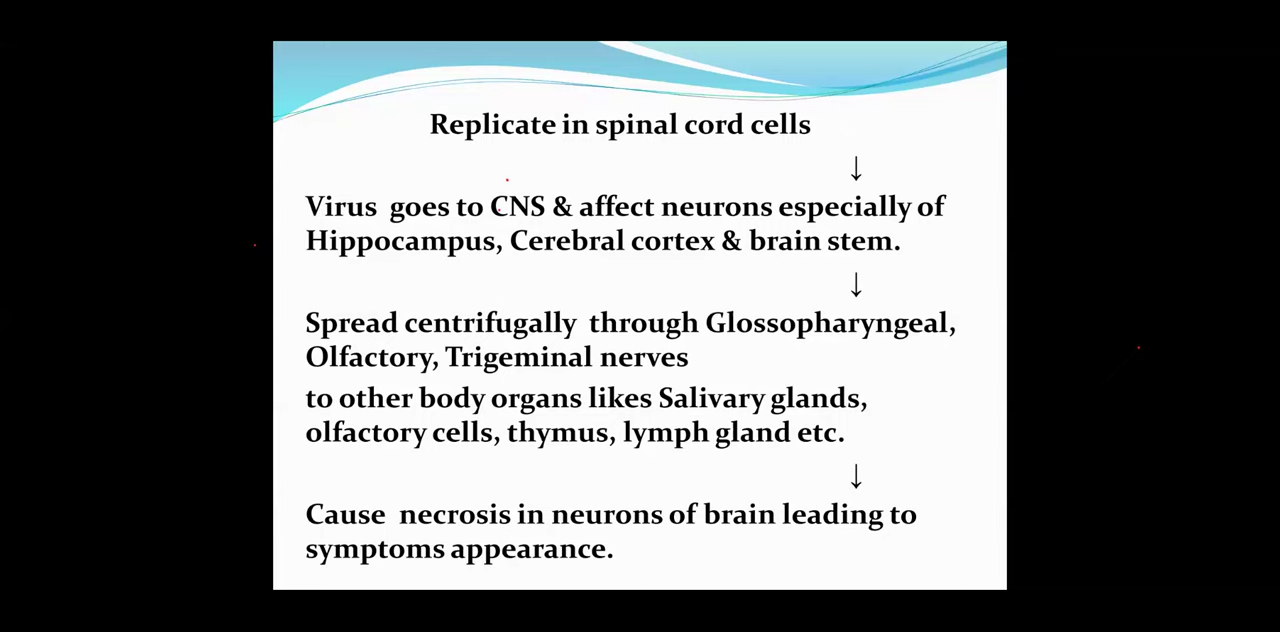 Replicate in spinal cord cells
↓
Virus goes to CNS & affect neurons especially of
Hippocampus, Cerebral cortex & brain stem.
↓
Spread centrifugally through Glossopharyngeal,
Olfactory, Trigeminal nerves
to other body organs likes Salivary glands,
olfactory cells, thymus, lymph gland etc.
↓
Cause necrosis in neurons of brain leading to
symptoms appearance.